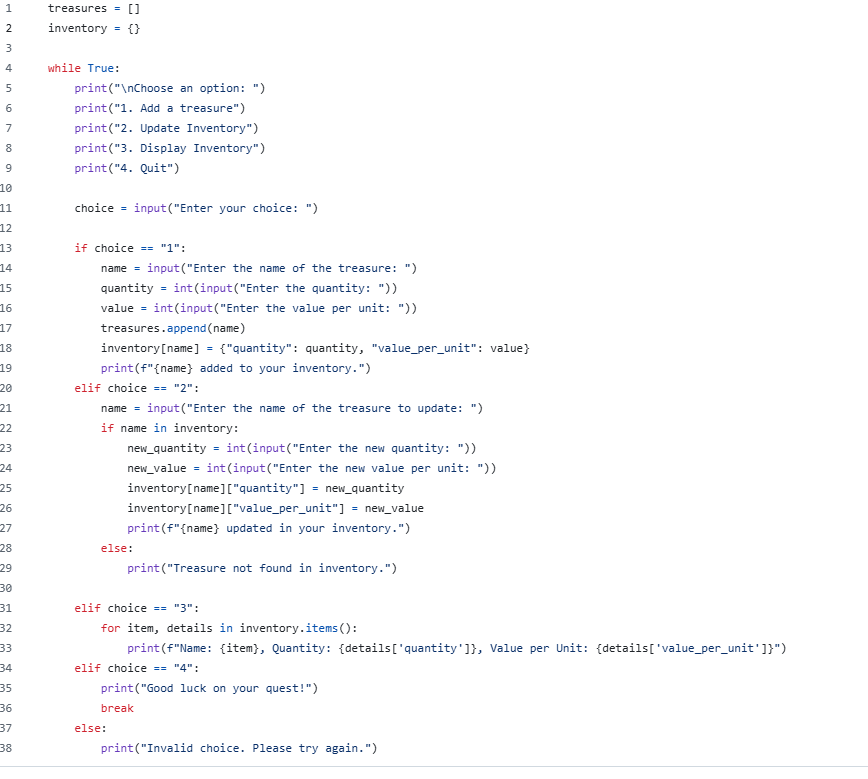 1 treasures = []
2 inventory = {}
3
4 while True:
5     print("\nChoose an option: ")
6     print("1. Add a treasure")
7     print("2. Update Inventory")
8     print("3. Display Inventory")
9     print("4. Quit")
10
11     choice = input("Enter your choice: ")
12
13     if choice == "1":
14         name = input("Enter the name of the treasure: ")
15         quantity = int(input("Enter the quantity: "))
16         value = int(input("Enter the value per unit: "))
17         treasures.append(name)
18         inventory[name] = {"quantity": quantity, "value_per_unit": value}
19         print(f"{name} added to your inventory.")
20     elif choice == "2":
21         name = input("Enter the name of the treasure to update: ")
22         if name in inventory:
23             new_quantity = int(input("Enter the new quantity: "))
24             new_value = int(input("Enter the new value per unit: "))
25             inventory[name]["quantity"] = new_quantity
26             inventory[name]["value_per_unit"] = new_value
27             print(f"{name} updated in your inventory.")
28         else:
29             print("Treasure not found in inventory.")
30
31     elif choice == "3":
32         for item, details in inventory.items():
33             print(f"Name: {item}, Quantity: {details['quantity']}, Value per Unit: {details['value_per_unit']}")
34     elif choice == "4":
35         print("Good luck on your quest!")
36         break
37     else:
38         print("Invalid choice. Please try again.")